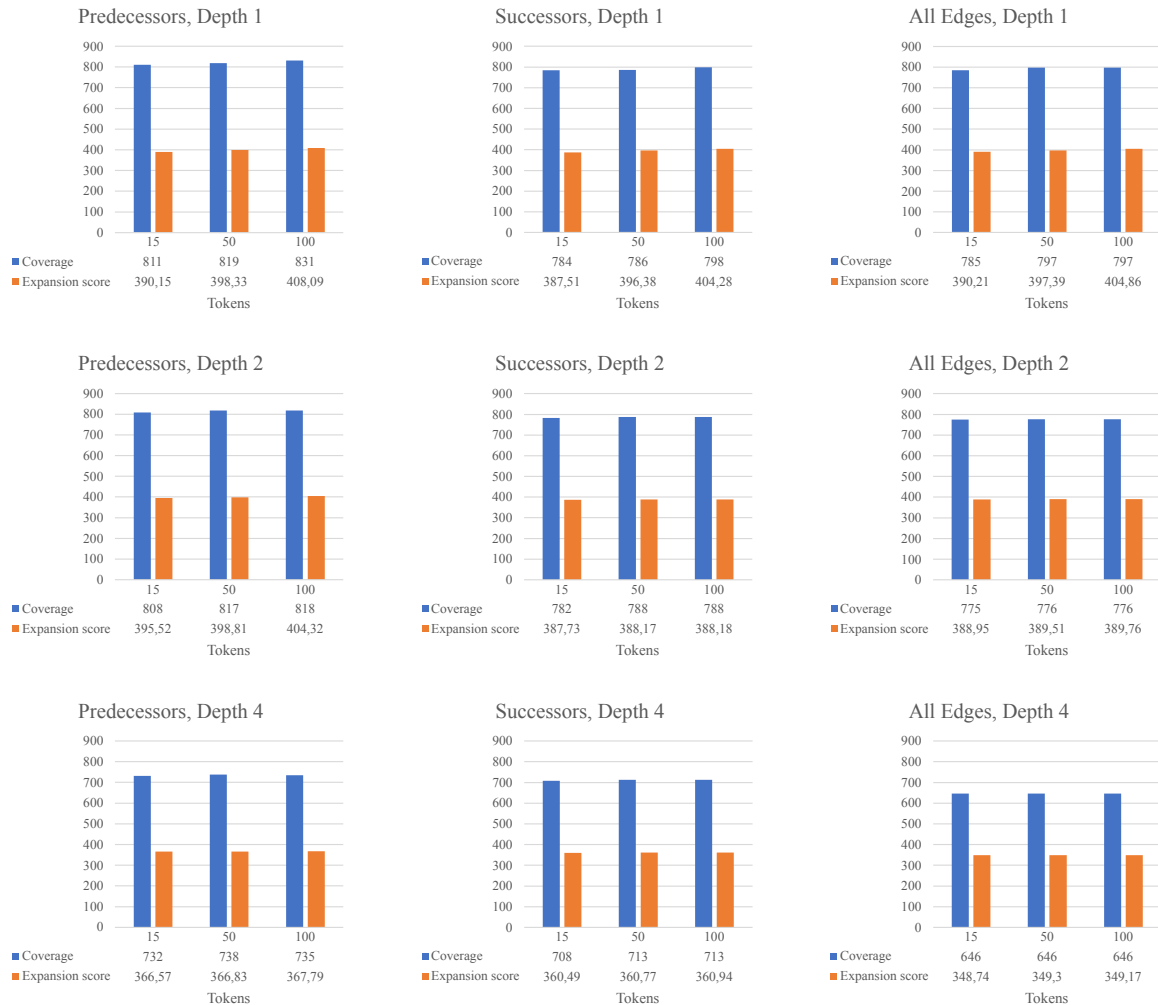 Predecessors, Depth 1
900
800
700
600
500
400
300
200
100
0
15 50 100
Coverage 811 819 831
Expansion score 390,15 398,33 408,09
Tokens
Successors, Depth 1
900
800
700
600
500
400
300
200
100
0
15 50 100
Coverage 784 786 798
Expansion score 387,51 396,38 404,28
Tokens
All Edges, Depth 1
900
800
700
600
500
400
300
200
100
0
15 50 100
Coverage 785 797 797
Expansion score 390,21 397,39 404,86
Tokens
Predecessors, Depth 2
900
800
700
600
500
400
300
200
100
0
15 50 100
Coverage 808 817 818
Expansion score 395,52 398,81 404,32
Tokens
Successors, Depth 2
900
800
700
600
500
400
300
200
100
0
15 50 100
Coverage 782 788 788
Expansion score 387,73 388,17 388,18
Tokens
All Edges, Depth 2
900
800
700
600
500
400
300
200
100
0
15 50 100
Coverage 775 776 776
Expansion score 388,95 389,51 389,76
Tokens
Predecessors, Depth 4
900
800
700
600
500
400
300
200
100
0
15 50 100
Coverage 732 738 735
Expansion score 366,57 366,83 367,79
Tokens
Successors, Depth 4
900
800
700
600
500
400
300
200
100
0
15 50 100
Coverage 708 713 713
Expansion score 360,49 360,77 360,94
Tokens
All Edges, Depth 4
900
800
700
600
500
400
300
200
100
0
15 50 100
Coverage 646 646 646
Expansion score 348,74 349,3 349,17
Tokens